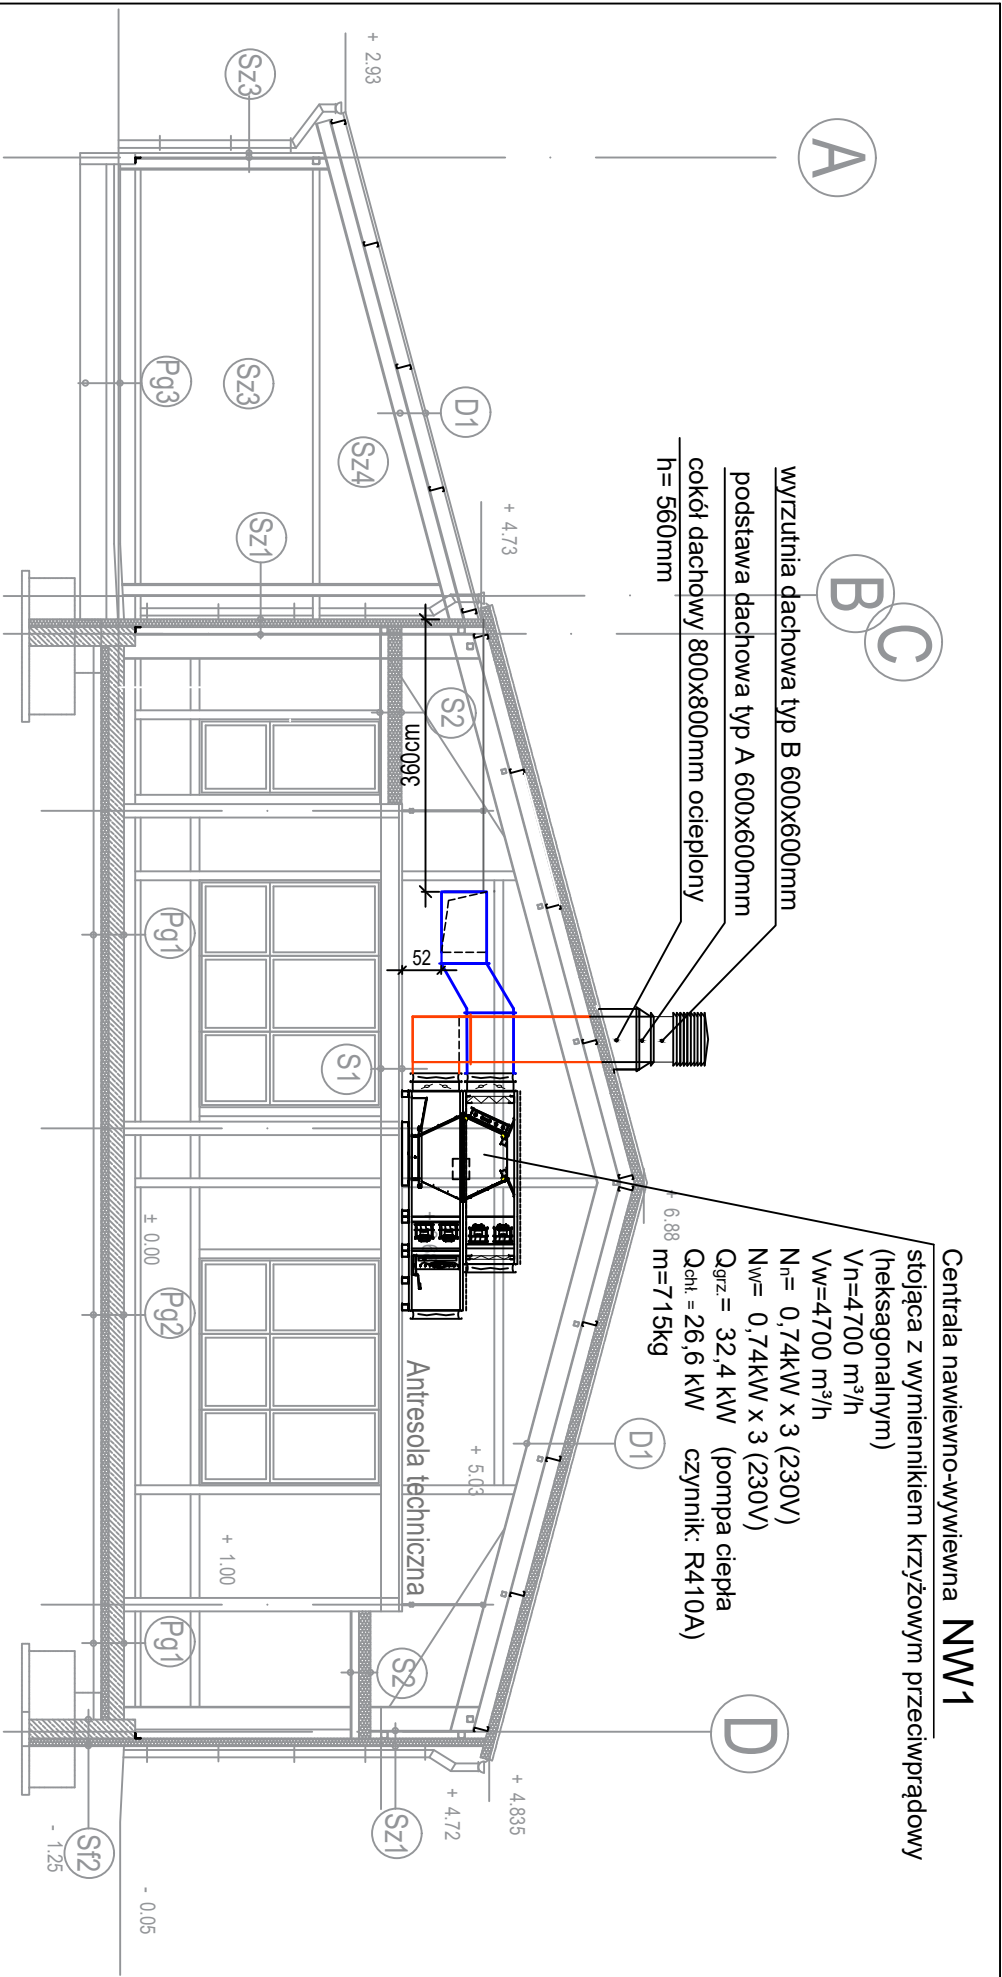 A
B
C
D
wyrzutnia dachowa typ B 600x600mm
podstawa dachowa typ A 600x600mm
cokół dachowy 800x800mm ocieplony
h= 560mm
Centrala nawiewno-wywiewna NW1
stojąca z wymiennikiem krzyżowym przeciwprądowy
(heksagonalnym)
Vn=4700 m³/h
Vw=4700 m³/h
Nn= 0,74kW x 3 (230V)
Nw= 0,74kW x 3 (230V)
Qgrz.= 32,4 kW (pompa ciepła
Qchł. = 26,6 kW czynnik: R410A)
m=715kg
+ 2.93
+ 4.73
+ 6.88
+ 4.835
+ 4.72
Sz3
D1
Sz4
Sz3
Pg3
Sz1
S2
360cm
52
S1
Pg1
Pg2
Pg1
D1
+ 5.03
Antresola techniczna
± 0.00
+ 1.00
S2
Sz1
Sf2
- 1.25
- 0.05